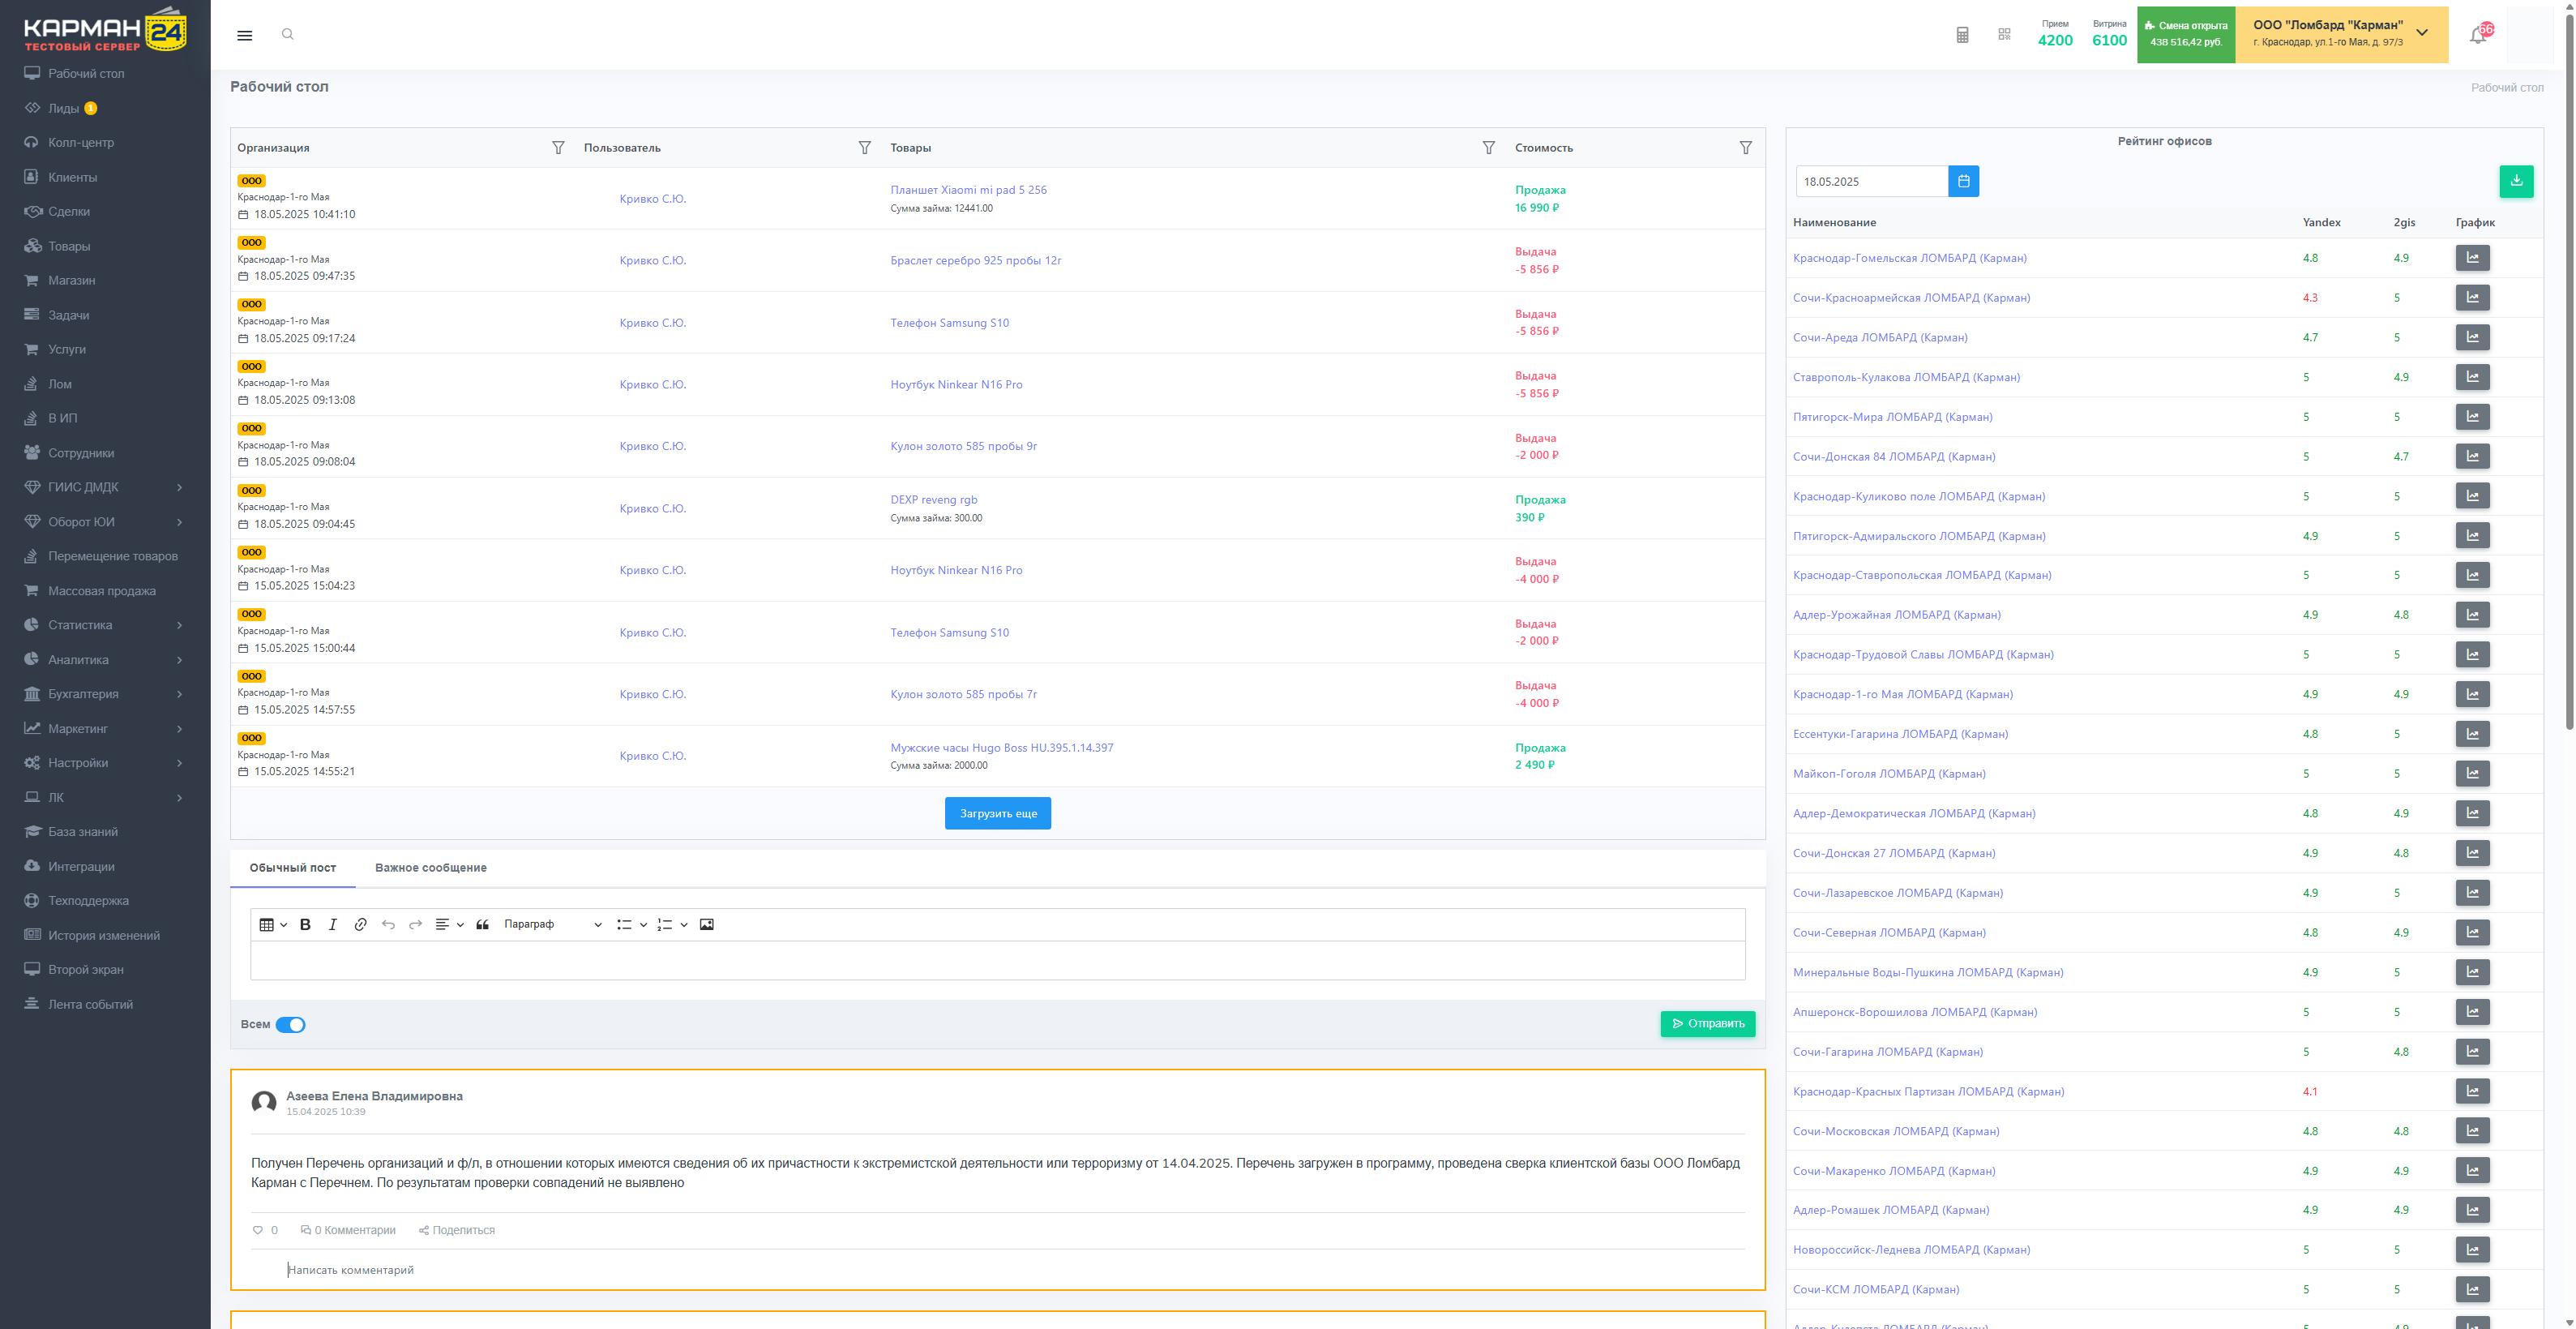 КАРМАН 24
ТЕСТОВЫЙ СЕРВЕР
Рабочий стол
Лиды 1
Колл-центр
Клиенты
Сделки
Товары
Магазин
Задачи
Услуги
Лом
В ИП
Сотрудники
ГИИС ДМДК
Оборот ЮИ
Перемещение товаров
Массовая продажа
Статистика
Аналитика
Бухгалтерия
Маркетинг
Настройки
ЛК
База знаний
Интеграции
Техподдержка
История изменений
Второй экран
Лента событий
Прием
4200
Витрина
6100
Смена открыта
438 516,42 руб.
ООО "Ломбард "Карман"
г. Краснодар, ул.1-го Мая, д. 97/3
66
Рабочий стол
Рабочий стол
Организация Пользователь Товары Стоимость
ООО
Краснодар-1-го Мая
18.05.2025 10:41:10
Кривко С.Ю.
Планшет Xiaomi mi pad 5 256
Сумма займа: 12441.00
Продажа
16 990 ₽
ООО
Краснодар-1-го Мая
18.05.2025 09:47:35
Кривко С.Ю.
Браслет серебро 925 пробы 12г
Выдача
-5 856 ₽
ООО
Краснодар-1-го Мая
18.05.2025 09:17:24
Кривко С.Ю.
Телефон Samsung S10
Выдача
-5 856 ₽
ООО
Краснодар-1-го Мая
18.05.2025 09:13:08
Кривко С.Ю.
Ноутбук Ninkear N16 Pro
Выдача
-5 856 ₽
ООО
Краснодар-1-го Мая
18.05.2025 09:08:04
Кривко С.Ю.
Кулон золото 585 пробы 9г
Выдача
-2 000 ₽
ООО
Краснодар-1-го Мая
18.05.2025 09:04:45
Кривко С.Ю.
DEXP reveng rgb
Сумма займа: 300.00
Продажа
390 ₽
ООО
Краснодар-1-го Мая
15.05.2025 15:04:23
Кривко С.Ю.
Ноутбук Ninkear N16 Pro
Выдача
-4 000 ₽
ООО
Краснодар-1-го Мая
15.05.2025 15:00:44
Кривко С.Ю.
Телефон Samsung S10
Выдача
-2 000 ₽
ООО
Краснодар-1-го Мая
15.05.2025 14:57:55
Кривко С.Ю.
Кулон золото 585 пробы 7г
Выдача
-4 000 ₽
ООО
Краснодар-1-го Мая
15.05.2025 14:55:21
Кривко С.Ю.
Мужские часы Hugo Boss HU.395.1.14.397
Сумма займа: 2000.00
Продажа
2 490 ₽
Загрузить еще
Обычный пост Важное сообщение
Параграф
Всем
Отправить
Азеева Елена Владимировна
15.04.2025 10:39
Получен Перечень организаций и ф/л, в отношении которых имеются сведения об их причастности к экстремистской деятельности или терроризму от 14.04.2025. Перечень загружен в программу, проведена сверка клиентской базы ООО Ломбард
Карман с Перечнем. По результатам проверки совпадений не выявлено
0 0 Комментарии Поделиться
Написать комментарий
Рейтинг офисов
18.05.2025
Наименование Yandex 2gis График
Краснодар-Гомельская ЛОМБАРД (Карман) 4.8 4.9
Сочи-Красноармейская ЛОМБАРД (Карман) 4.3 5
Сочи-Ареда ЛОМБАРД (Карман) 4.7 5
Ставрополь-Кулакова ЛОМБАРД (Карман) 5 4.9
Пятигорск-Мира ЛОМБАРД (Карман) 5 5
Сочи-Донская 84 ЛОМБАРД (Карман) 5 4.7
Краснодар-Куликово поле ЛОМБАРД (Карман) 5 5
Пятигорск-Адмиральского ЛОМБАРД (Карман) 4.9 5
Краснодар-Ставропольская ЛОМБАРД (Карман) 5 5
Адлер-Урожайная ЛОМБАРД (Карман) 4.9 4.8
Краснодар-Трудовой Славы ЛОМБАРД (Карман) 5 5
Краснодар-1-го Мая ЛОМБАРД (Карман) 4.9 4.9
Ессентуки-Гагарина ЛОМБАРД (Карман) 4.8 5
Майкоп-Гоголя ЛОМБАРД (Карман) 5 5
Адлер-Демократическая ЛОМБАРД (Карман) 4.8 4.9
Сочи-Донская 27 ЛОМБАРД (Карман) 4.9 4.8
Сочи-Лазаревское ЛОМБАРД (Карман) 4.9 5
Сочи-Северная ЛОМБАРД (Карман) 4.8 4.9
Минеральные Воды-Пушкина ЛОМБАРД (Карман) 4.9 5
Апшеронск-Ворошилова ЛОМБАРД (Карман) 5 5
Сочи-Гагарина ЛОМБАРД (Карман) 5 4.8
Краснодар-Красных Партизан ЛОМБАРД (Карман) 4.1
Сочи-Московская ЛОМБАРД (Карман) 4.8 4.8
Сочи-Макаренко ЛОМБАРД (Карман) 4.9 4.9
Адлер-Ромашек ЛОМБАРД (Карман) 4.9 4.9
Новороссийск-Леднева ЛОМБАРД (Карман) 5 5
Сочи-КСМ ЛОМБАРД (Карман) 5 5